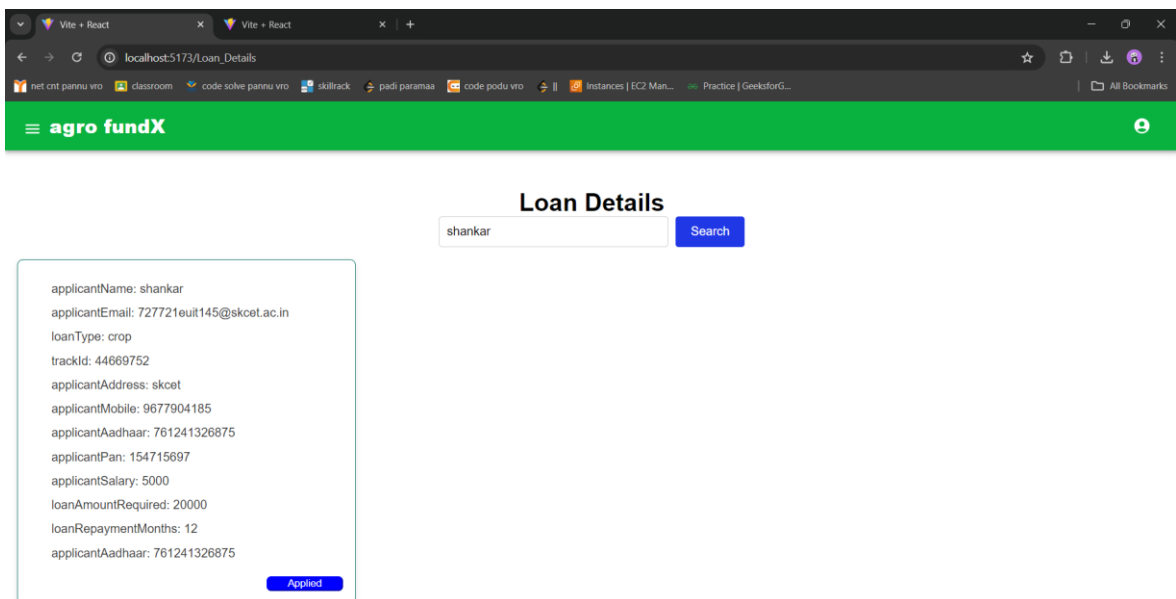 Vite + React
Vite + React
localhost:5173/Loan_Details
net cnt pannu vro classroom code solve pannu vro skillrack padi paramaa code podu vro || Instances | EC2 Man... Practice | GeeksforG... All Bookmarks
agro fundX
Loan Details
shankar Search
applicantName: shankar
applicantEmail: 727721euit145@skcet.ac.in
loanType: crop
trackId: 44669752
applicantAddress: skcet
applicantMobile: 9677904185
applicantAadhaar: 761241326875
applicantPan: 154715697
applicantSalary: 5000
loanAmountRequired: 20000
loanRepaymentMonths: 12
applicantAadhaar: 761241326875
Applied